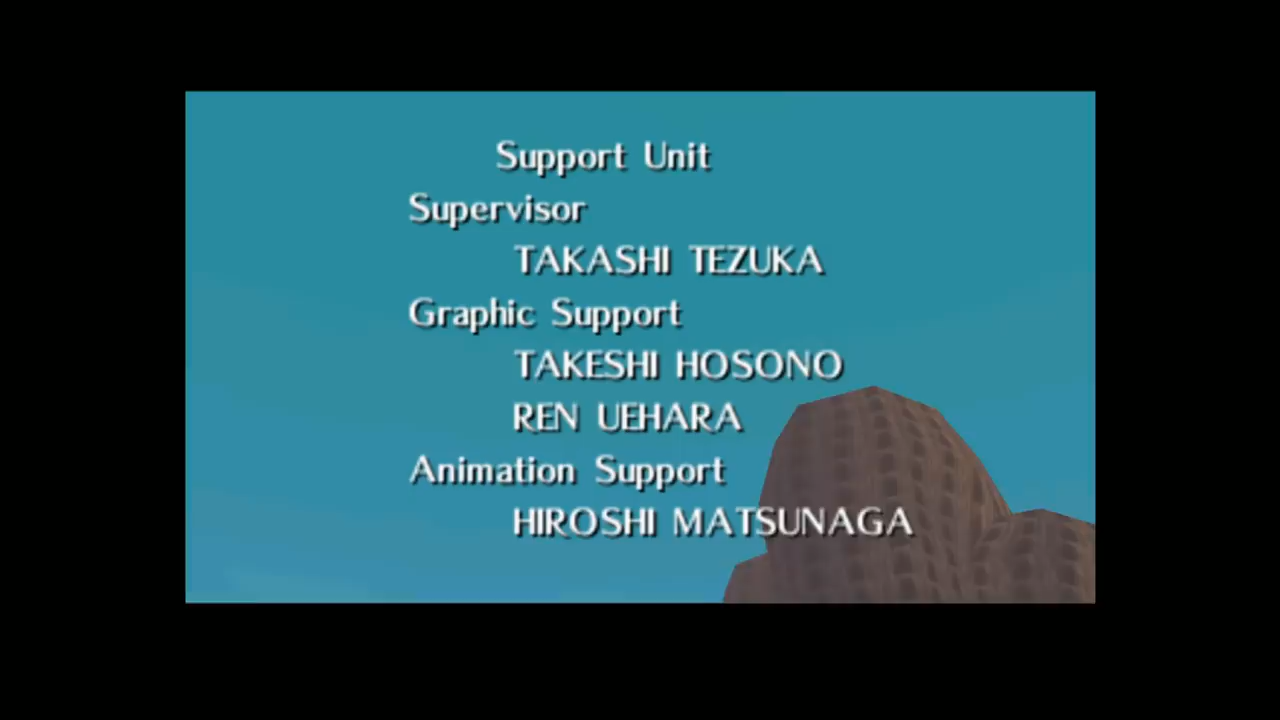 Support Unit
Supervisor
TAKASHI TEZUKA
Graphic Support
TAKESHI HOSONO
REN UEHARA
Animation Support
HIROSHI MATSUNAGA